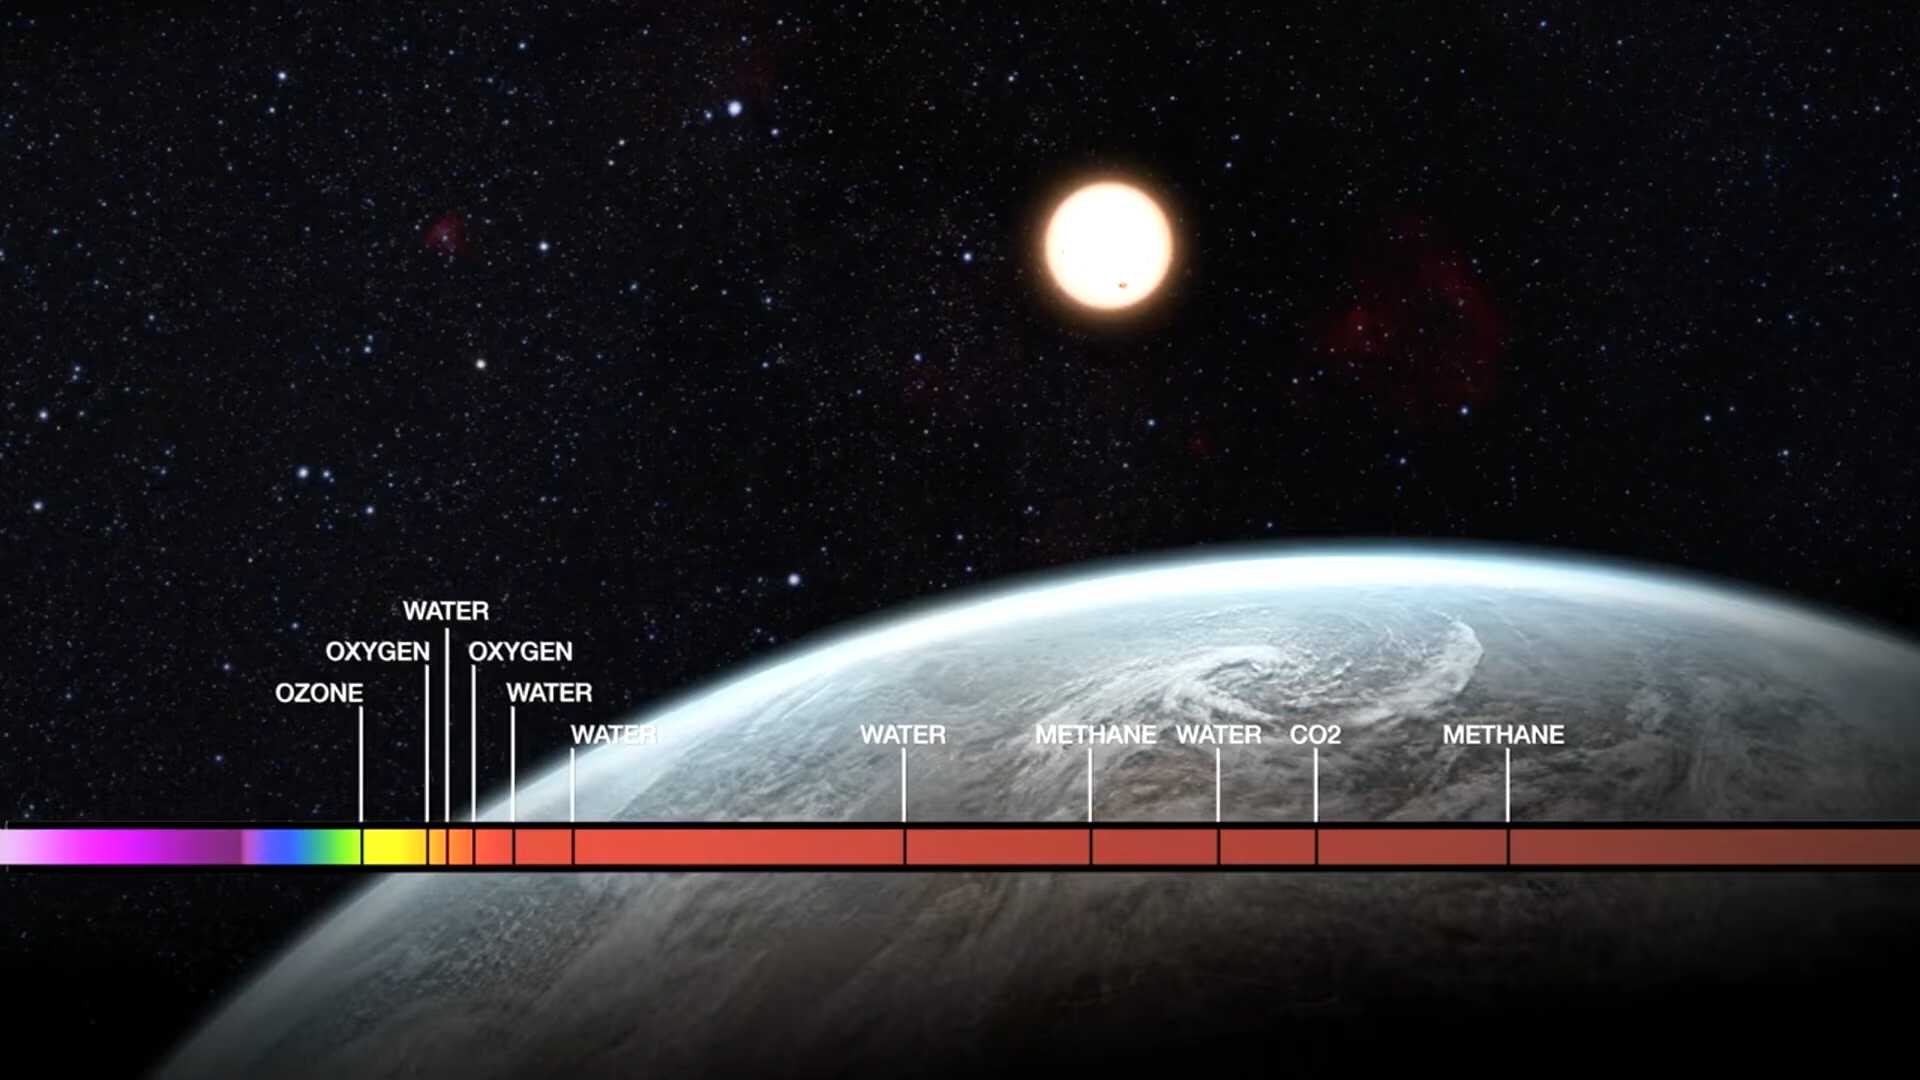 WATER
OXYGEN OXYGEN
OZONE WATER
WATER WATER METHANE WATER CO2 METHANE